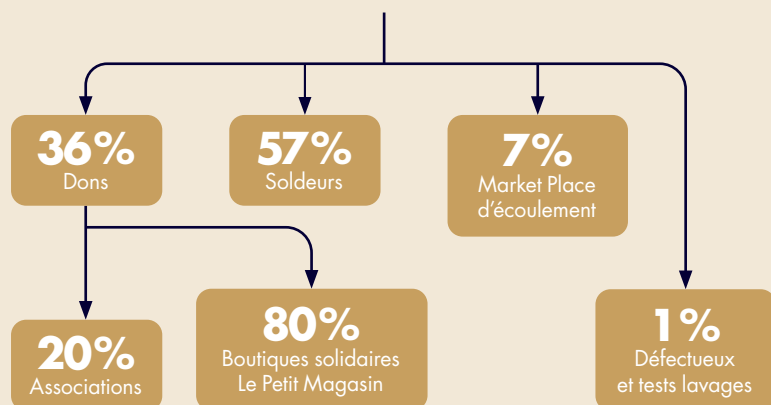 36%
Dons
57%
Soldeurs
7%
Market Place
d'écoulement
20%
Associations
80%
Boutiques solidaires
Le Petit Magasin
1%
Défectueux
et tests lavages